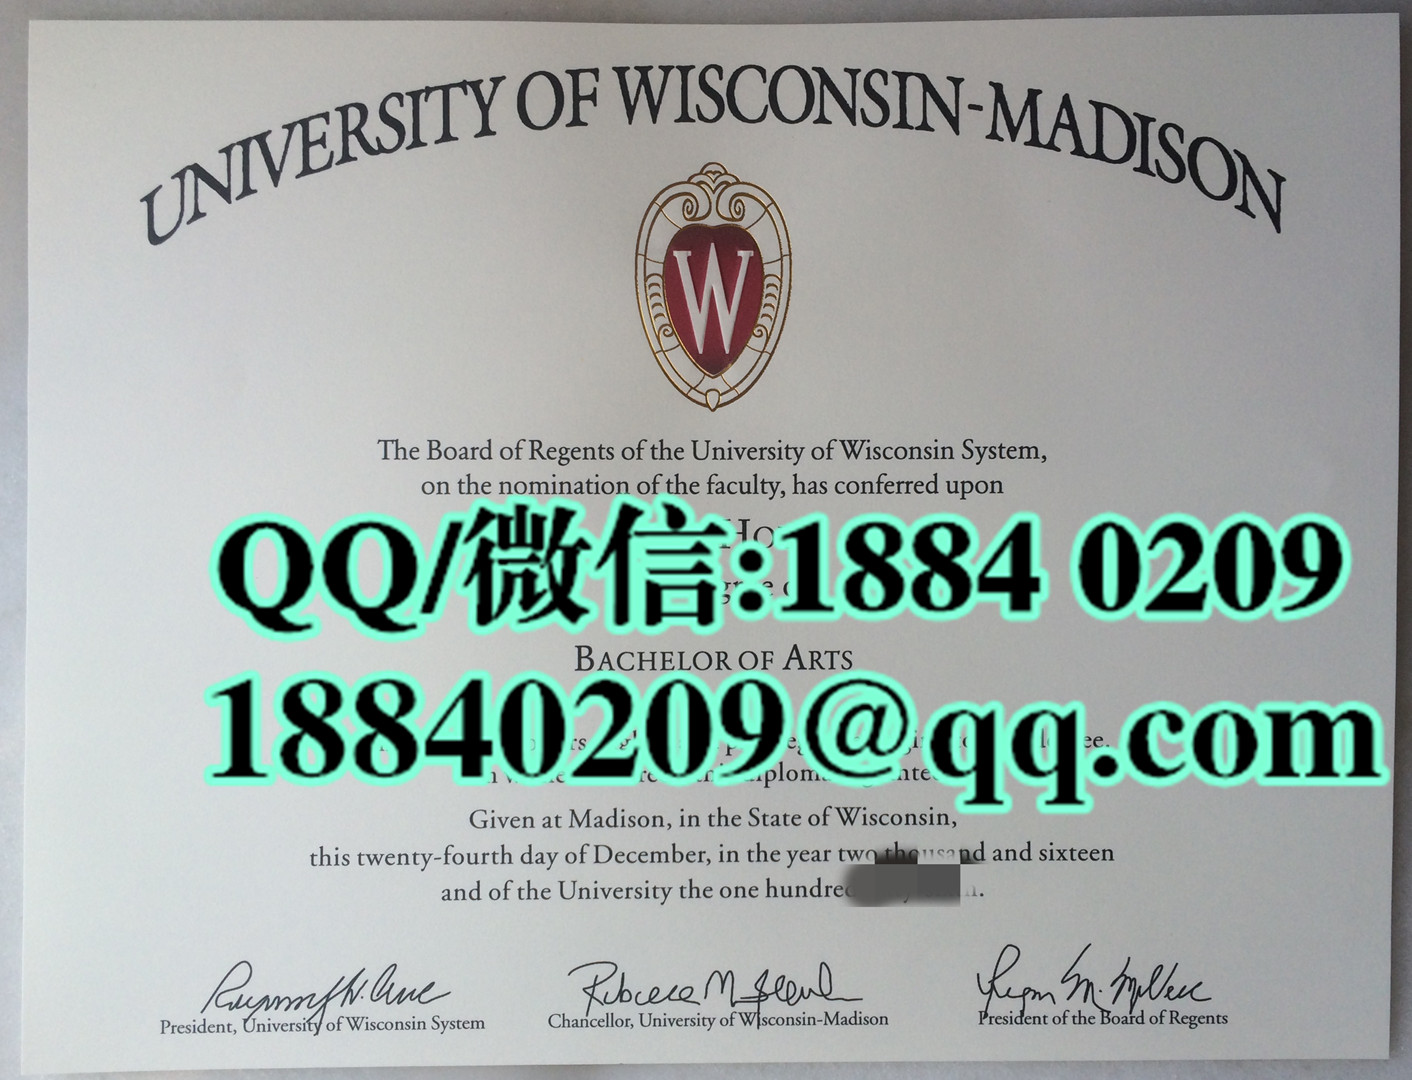 UNIVERSITY OF WISCONSIN-MADISON
W
The Board of Regents of the University of Wisconsin System,
on the nomination of the faculty, has conferred upon
QQ/微信:1884 0209
BACHELOR OF ARTS
18840209@qq.com
Given at Madison, in the State of Wisconsin,
this twenty-fourth day of December, in the year two thousand and sixteen
and of the University the one
President, University of Wisconsin System
Chancellor, University of Wisconsin-Madison
President of the Board of Regents